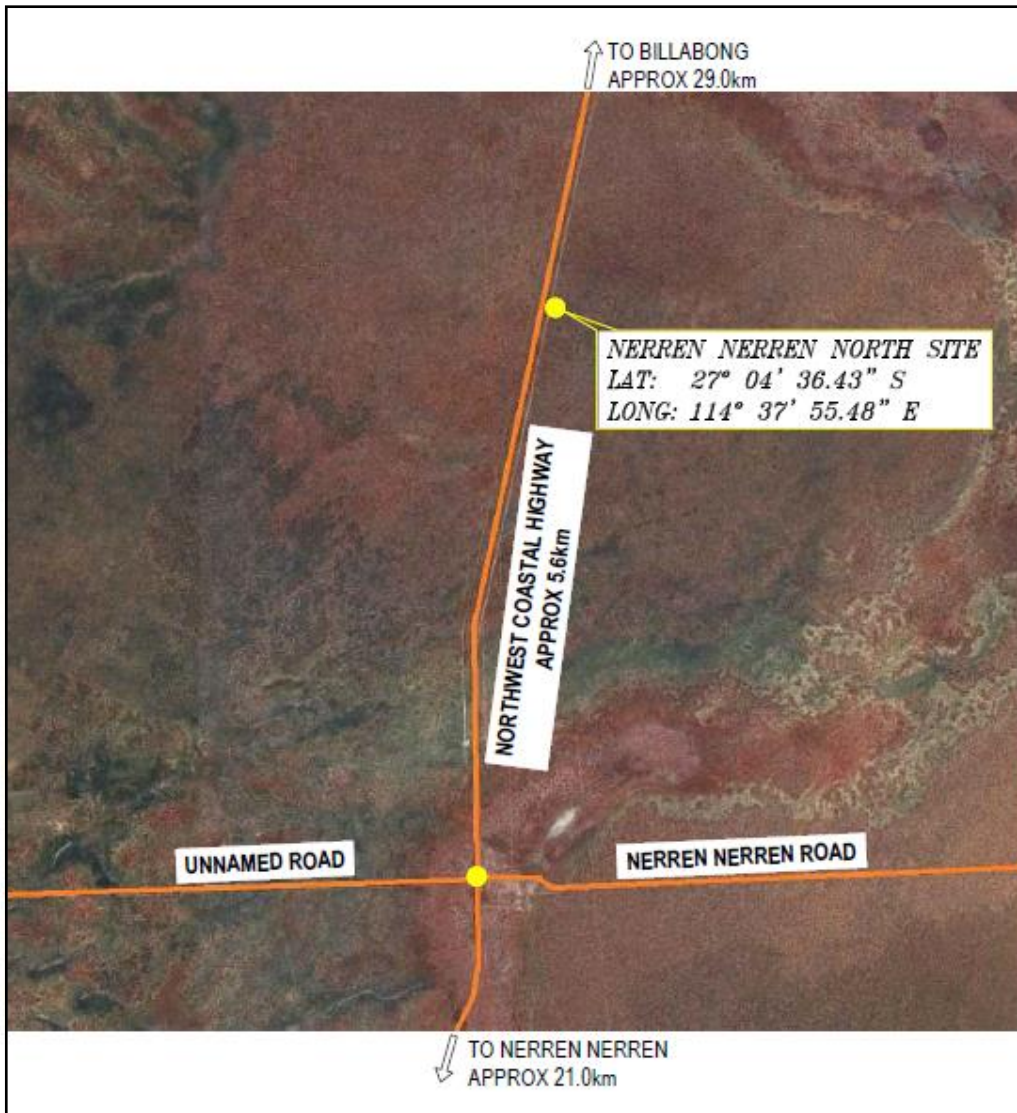 TO BILLABONG
APPROX 29.0km
NERREN NERREN NORTH SITE
LAT: 27° 04' 36.43" S
LONG: 114° 37' 55.48" E
NORTHWEST COASTAL HIGHWAY
APPROX 5.6km
UNNAMED ROAD
NERREN NERREN ROAD
TO NERREN NERREN
APPROX 21.0km